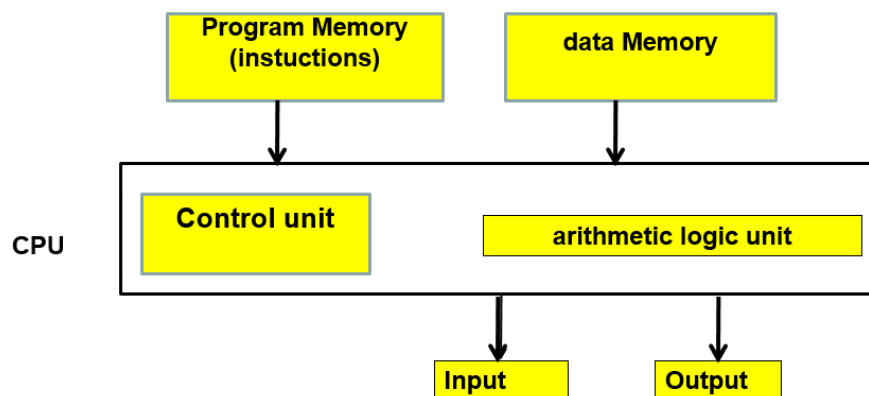 Program Memory
(instuctions)
data Memory
Control unit
arithmetic logic unit
CPU
Input
Output